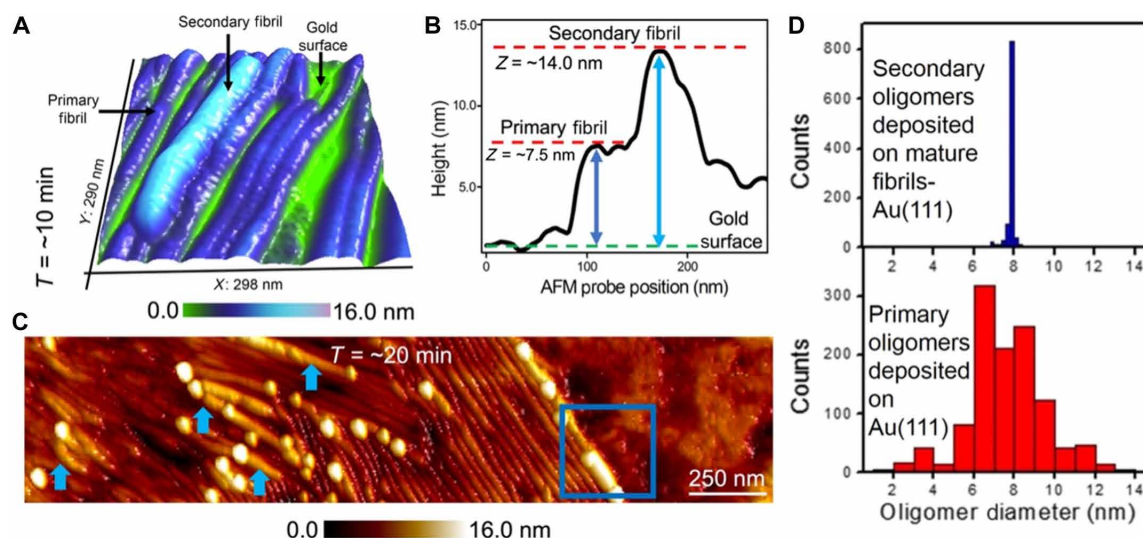 A
Secondary fibril
Gold
surface
Primary
fibril
T = ~10 min
Y: 290 nm
X: 298 nm
0.0
16.0 nm
B
15.0
10.0
5.0
Height (nm)
Secondary fibril
Z = ~14.0 nm
Primary fibril
Z = ~7.5 nm
Gold
surface
0
100
200
AFM probe position (nm)
C
T = ~20 min
250 nm
0.0
16.0 nm
D
800
600
400
200
0
Counts
Secondary
oligomers
deposited
on mature
fibrils-
Au(111)
2 4 6 8 10 12 14
300
200
100
0
Counts
Primary
oligomers
deposited
on
Au(111)
2 4 6 8 10 12 14
Oligomer diameter (nm)